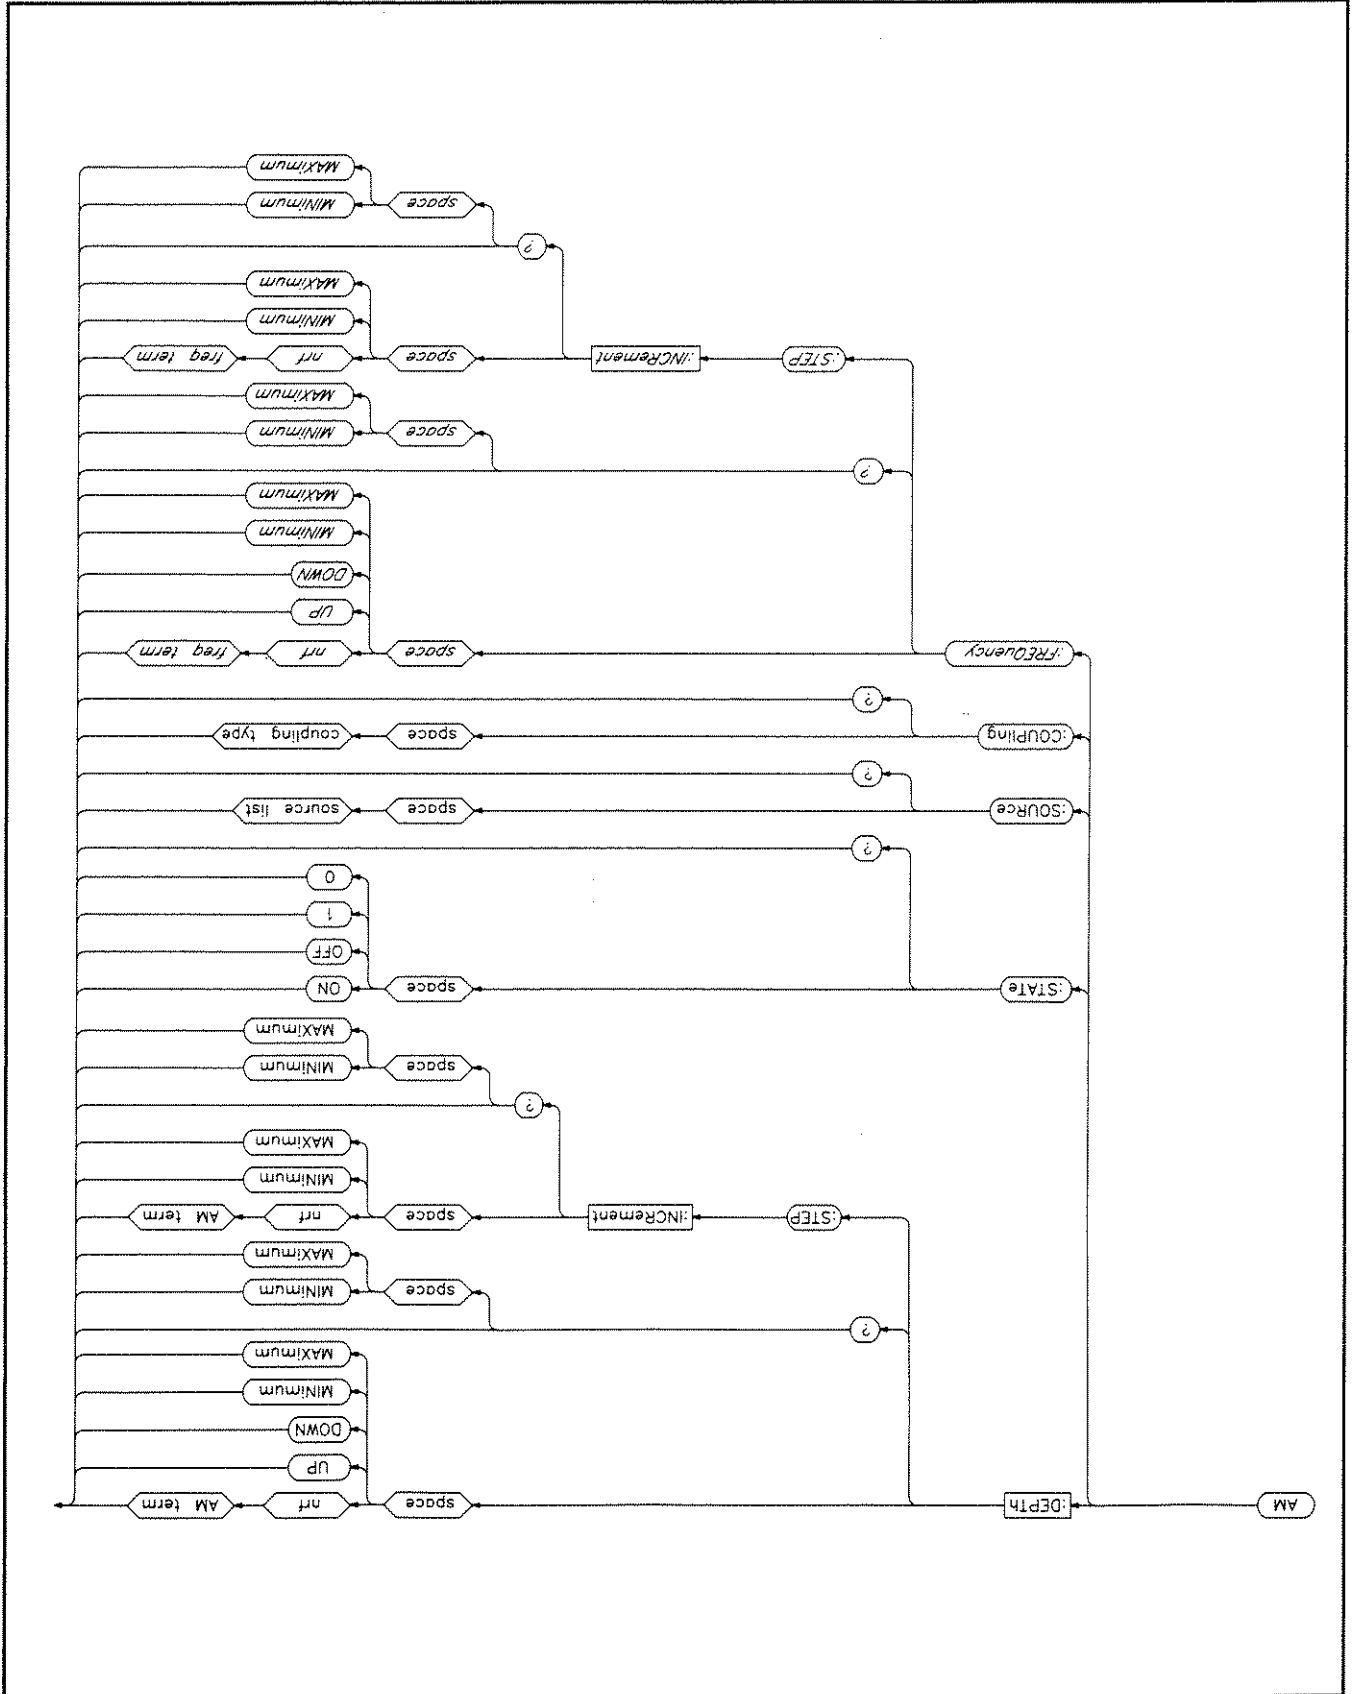 AM :DEPTh space nrf AM term
UP
DOWN
MINimum
MAXimum
?
space MINimum
MAXimum
:STEP :INCRement space nrf AM term
MINimum
MAXimum
?
space MINimum
MAXimum
:STATe space ON
OFF
1
0
?
:SOURce space source list
?
:COUPling space coupling type
?
:FREQuency space nrf freq term
UP
DOWN
MINimum
MAXimum
?
space MINimum
MAXimum
:STEP :INCRement space nrf freq term
MINimum
MAXimum
?
space MINimum
MAXimum